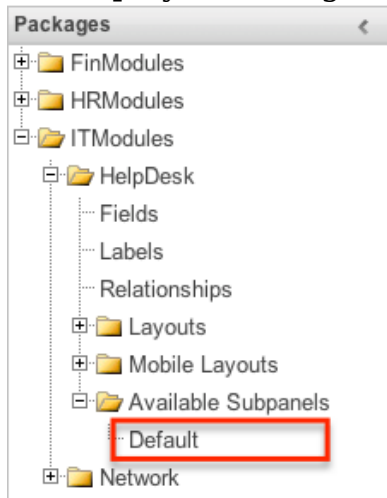 Packages
FinModules
HRModules
ITModules
HelpDesk
Fields
Labels
Relationships
Layouts
Mobile Layouts
Available Subpanels
Default
Network